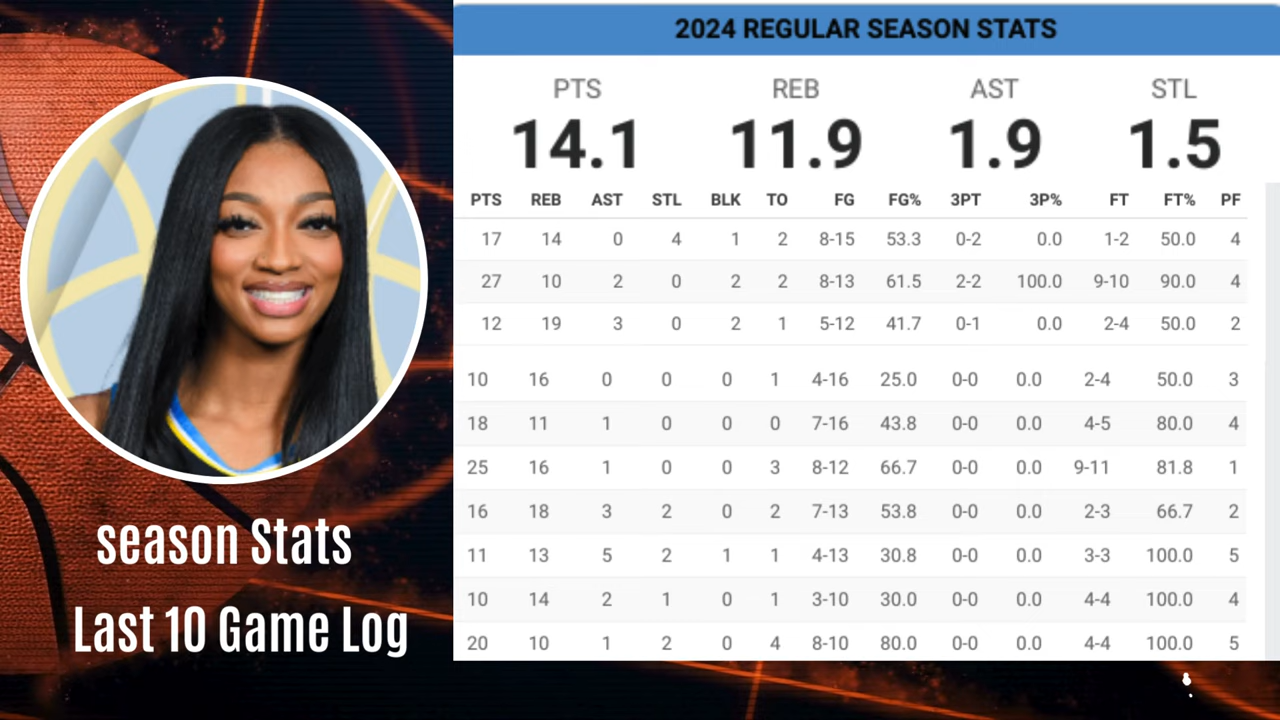 2024 REGULAR SEASON STATS
PTS REB AST STL
14.1 11.9 1.9 1.5
PTS REB AST STL BLK TO FG FG% 3PT 3P% FT FT% PF
17 14 0 4 1 2 8-15 53.3 0-2 0.0 1-2 50.0 4
27 10 2 0 2 2 8-13 61.5 2-2 100.0 9-10 90.0 4
12 19 3 0 2 1 5-12 41.7 0-1 0.0 2-4 50.0 2
10 16 0 0 0 1 4-16 25.0 0-0 0.0 2-4 50.0 3
18 11 1 0 0 0 7-16 43.8 0-0 0.0 4-5 80.0 4
25 16 1 0 0 3 8-12 66.7 0-0 0.0 9-11 81.8 1
16 18 3 2 0 2 7-13 53.8 0-0 0.0 2-3 66.7 2
11 13 5 2 1 1 4-13 30.8 0-0 0.0 3-3 100.0 5
10 14 2 1 0 1 3-10 30.0 0-0 0.0 4-4 100.0 4
20 10 1 2 0 4 8-10 80.0 0-0 0.0 4-4 100.0 5
season Stats
Last 10 Game Log